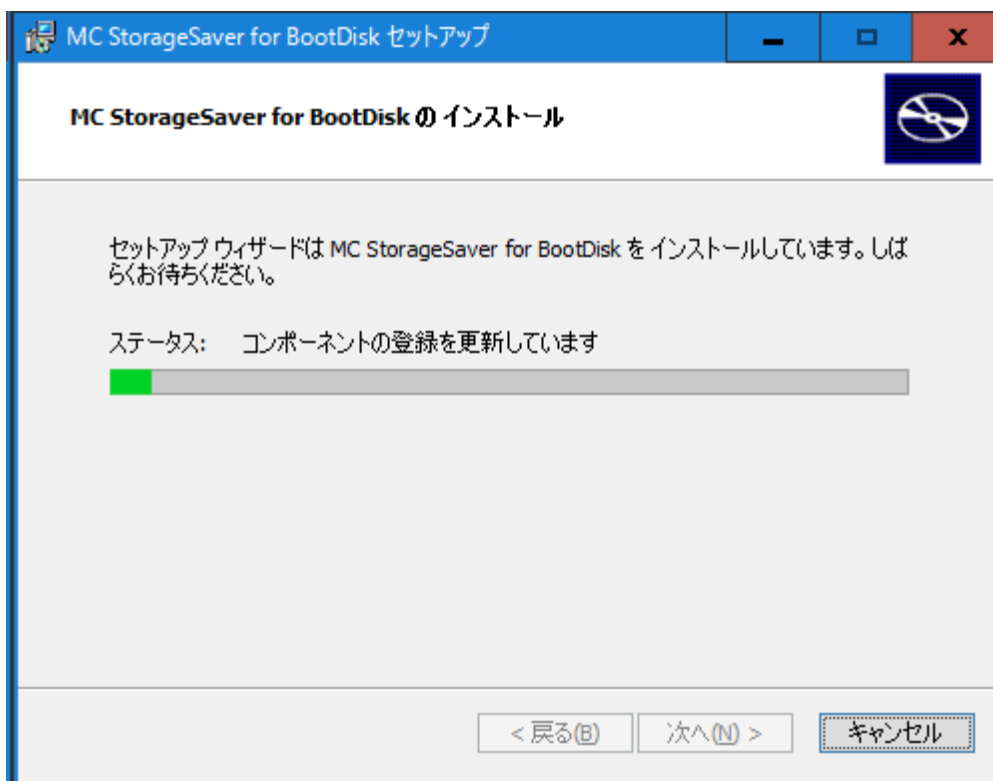 MC StorageSaver for BootDisk セットアップ
MC StorageSaver for BootDisk の インストール
セットアップ ウィザードは MC StorageSaver for BootDisk を インストールしています。しば
らくお待ちください。
ステータス: コンポーネントの登録を更新しています
< 戻る(B) 次へ(N) > キャンセル